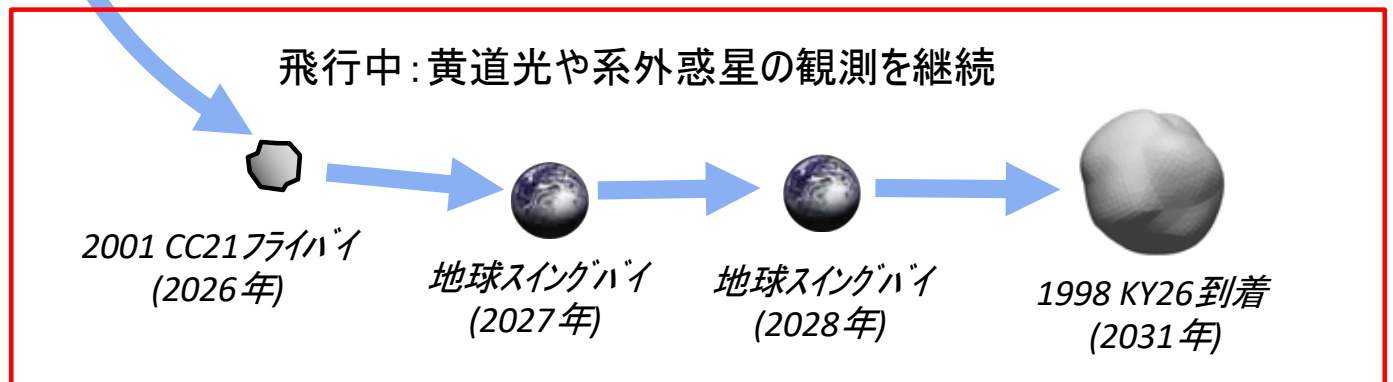 飛行中：黄道光や系外惑星の観測を継続
2001 CC21ﾌﾗｲﾊﾞｲ
(2026年)
地球ｽｲﾝｸﾞﾊﾞｲ
(2027年)
地球ｽｲﾝｸﾞﾊﾞｲ
(2028年)
1998 KY26到着
(2031年)